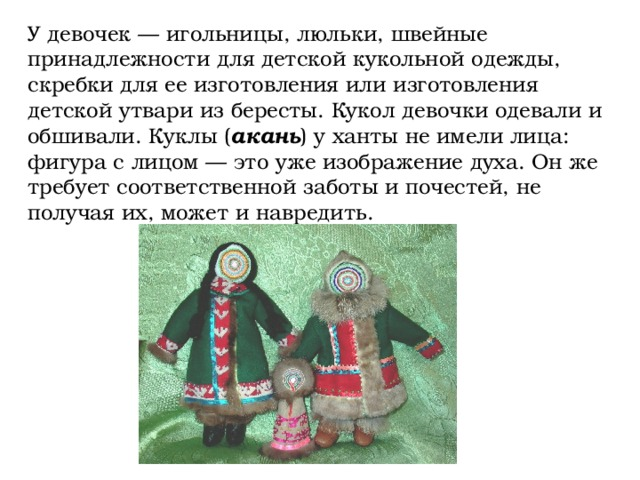 У девочек — игольницы, люльки, швейные
принадлежности для детской кукольной одежды,
скребки для ее изготовления или изготовления
детской утвари из бересты. Кукол девочки одевали и
обшивали. Куклы (акань) у ханты не имели лица:
фигура с лицом — это уже изображение духа. Он же
требует соответственной заботы и почестей, не
получая их, может и навредить.